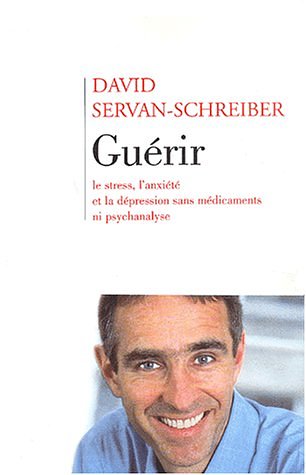 DAVID
SERVAN-SCHREIBER
Guérir
le stress, l'anxiété
et la dépression sans médicaments
ni psychanalyse